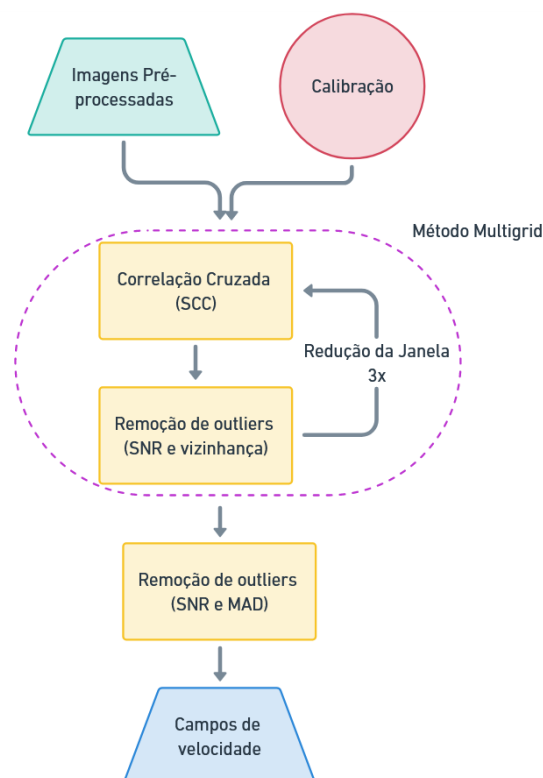 Imagens Pré-
processadas
Calibração
Método Multigrid
Correlação Cruzada
(SCC)
Redução da Janela
3x
Remoção de outliers
(SNR e vizinhança)
Remoção de outliers
(SNR e MAD)
Campos de
velocidade